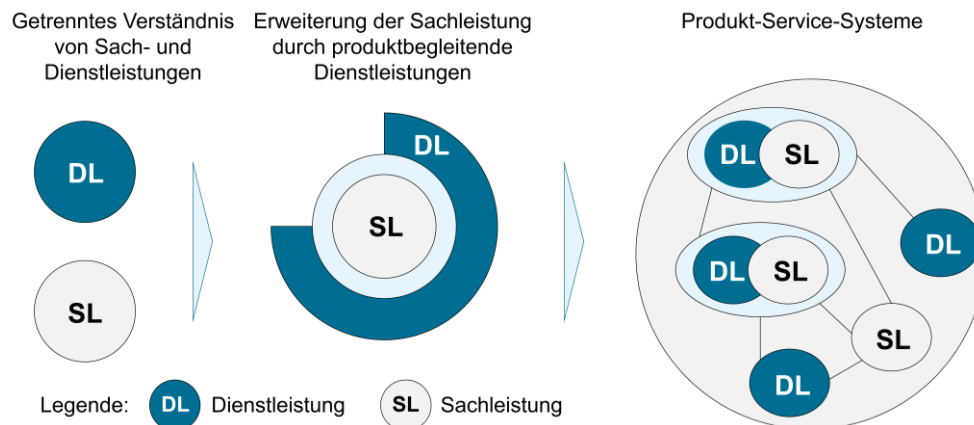 Getrenntes Verständnis
von Sach- und
Dienstleistungen
Erweiterung der Sachleistung
durch produktbegleitende
Dienstleistungen
Produkt-Service-Systeme
DL
SL
DL
SL
DL
SL
DL
SL
DL
SL
DL
Legende:
DL
Dienstleistung
SL
Sachleistung